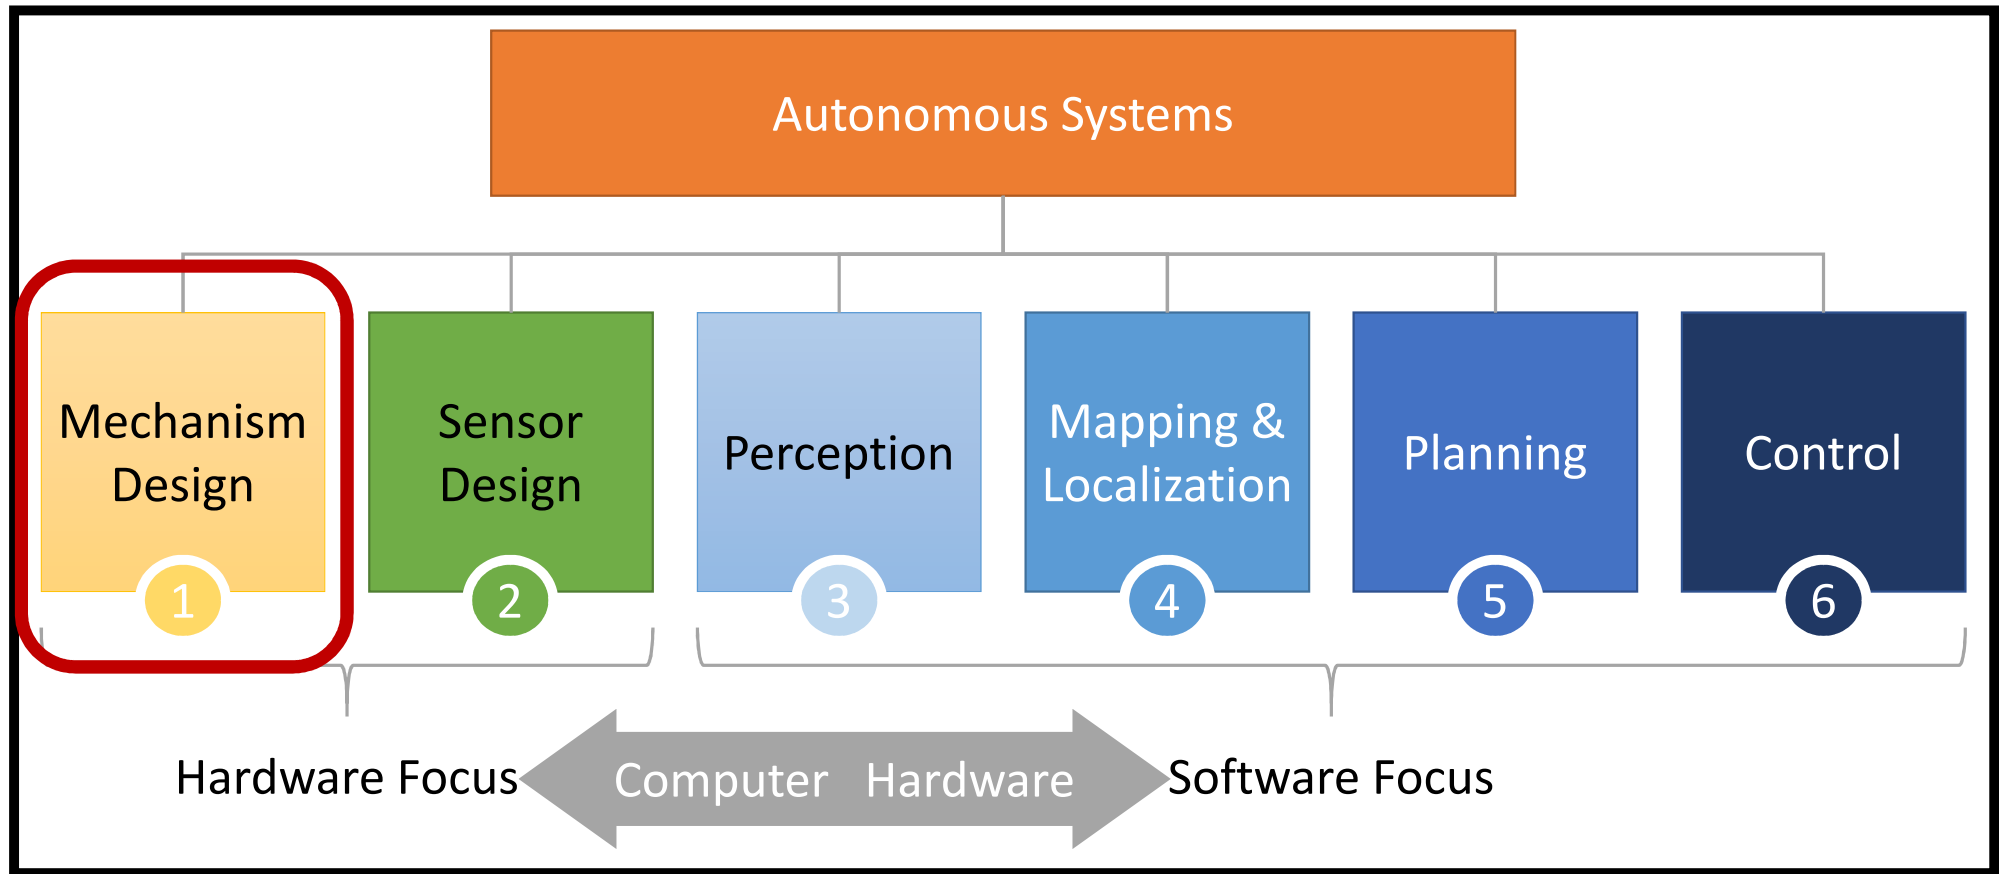 Autonomous Systems
Mechanism
Design
1
Sensor
Design
2
Perception
3
Mapping &
Localization
4
Planning
5
Control
6
Hardware Focus
Computer Hardware
Software Focus